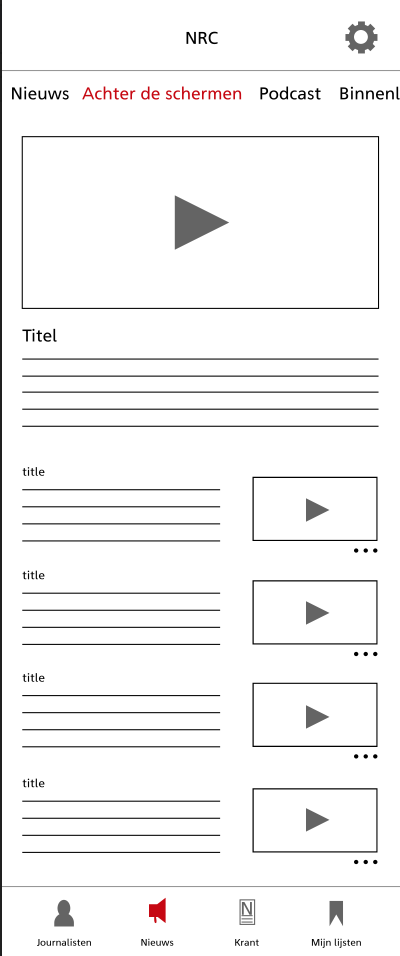 NRC
Nieuws Achter de schermen Podcast Binnenl
Titel
title
title
title
title
N
Journalisten Nieuws Krant Mijn lijsten